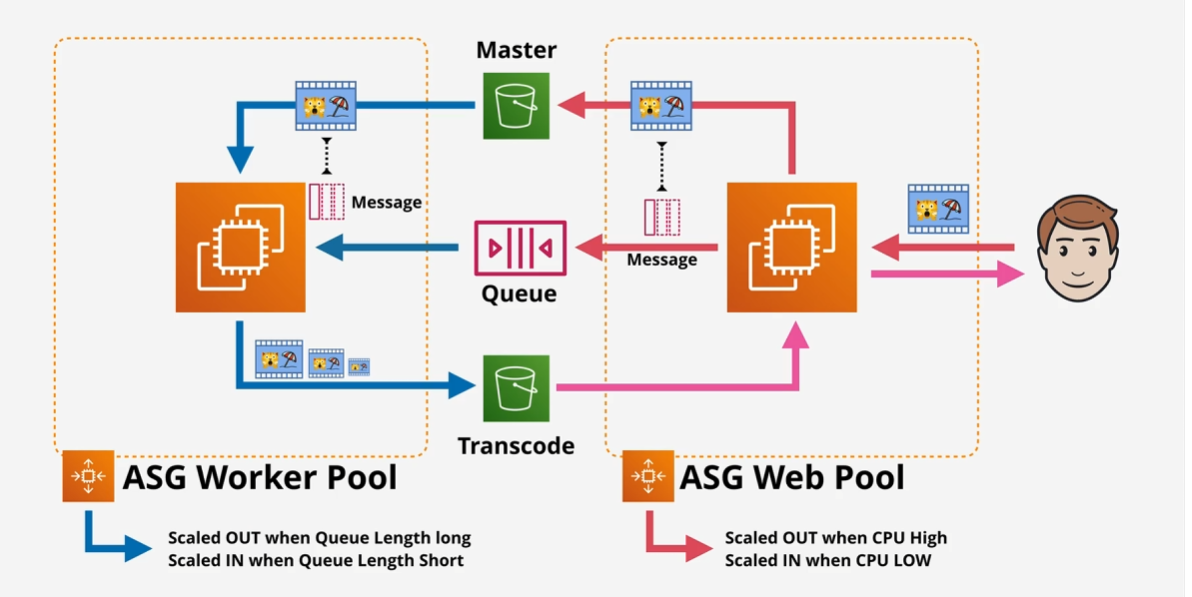 Master
Message
Message
Queue
Transcode
ASG Worker Pool
Scaled OUT when Queue Length long
Scaled IN when Queue Length Short
ASG Web Pool
Scaled OUT when CPU High
Scaled IN when CPU LOW